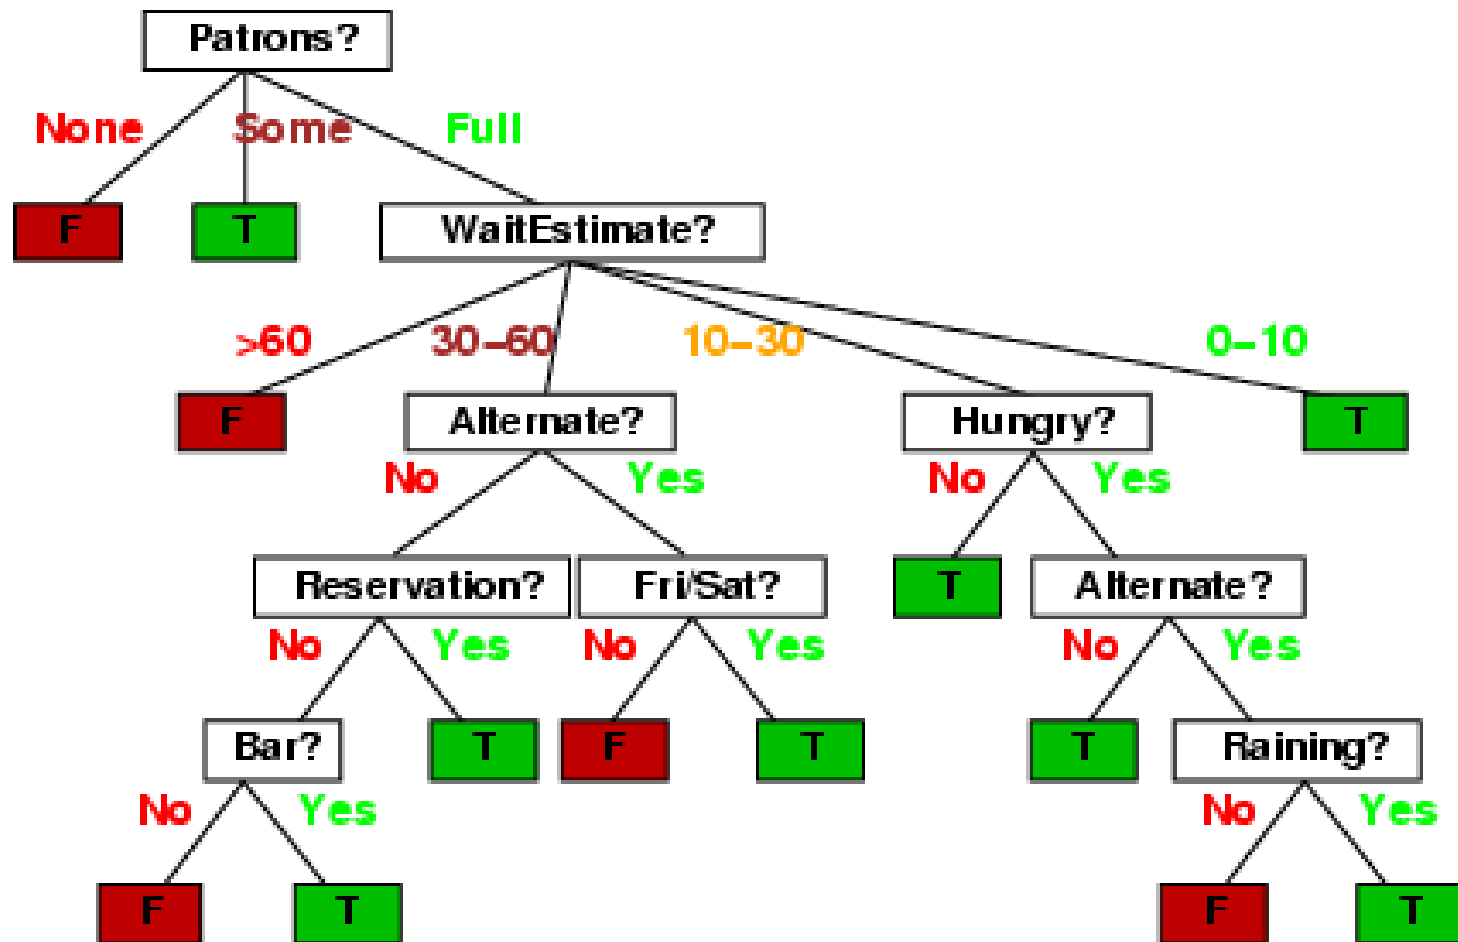 Patrons?
None Some Full
F T WaitEstimate?
>60 30–60 10–30 0–10
F Alternate? Hungry? T
No Yes No Yes
Reservation? Fri/Sat? T Alternate?
No Yes No Yes No Yes
Bar? T F T T Raining?
No Yes No Yes
F T F T